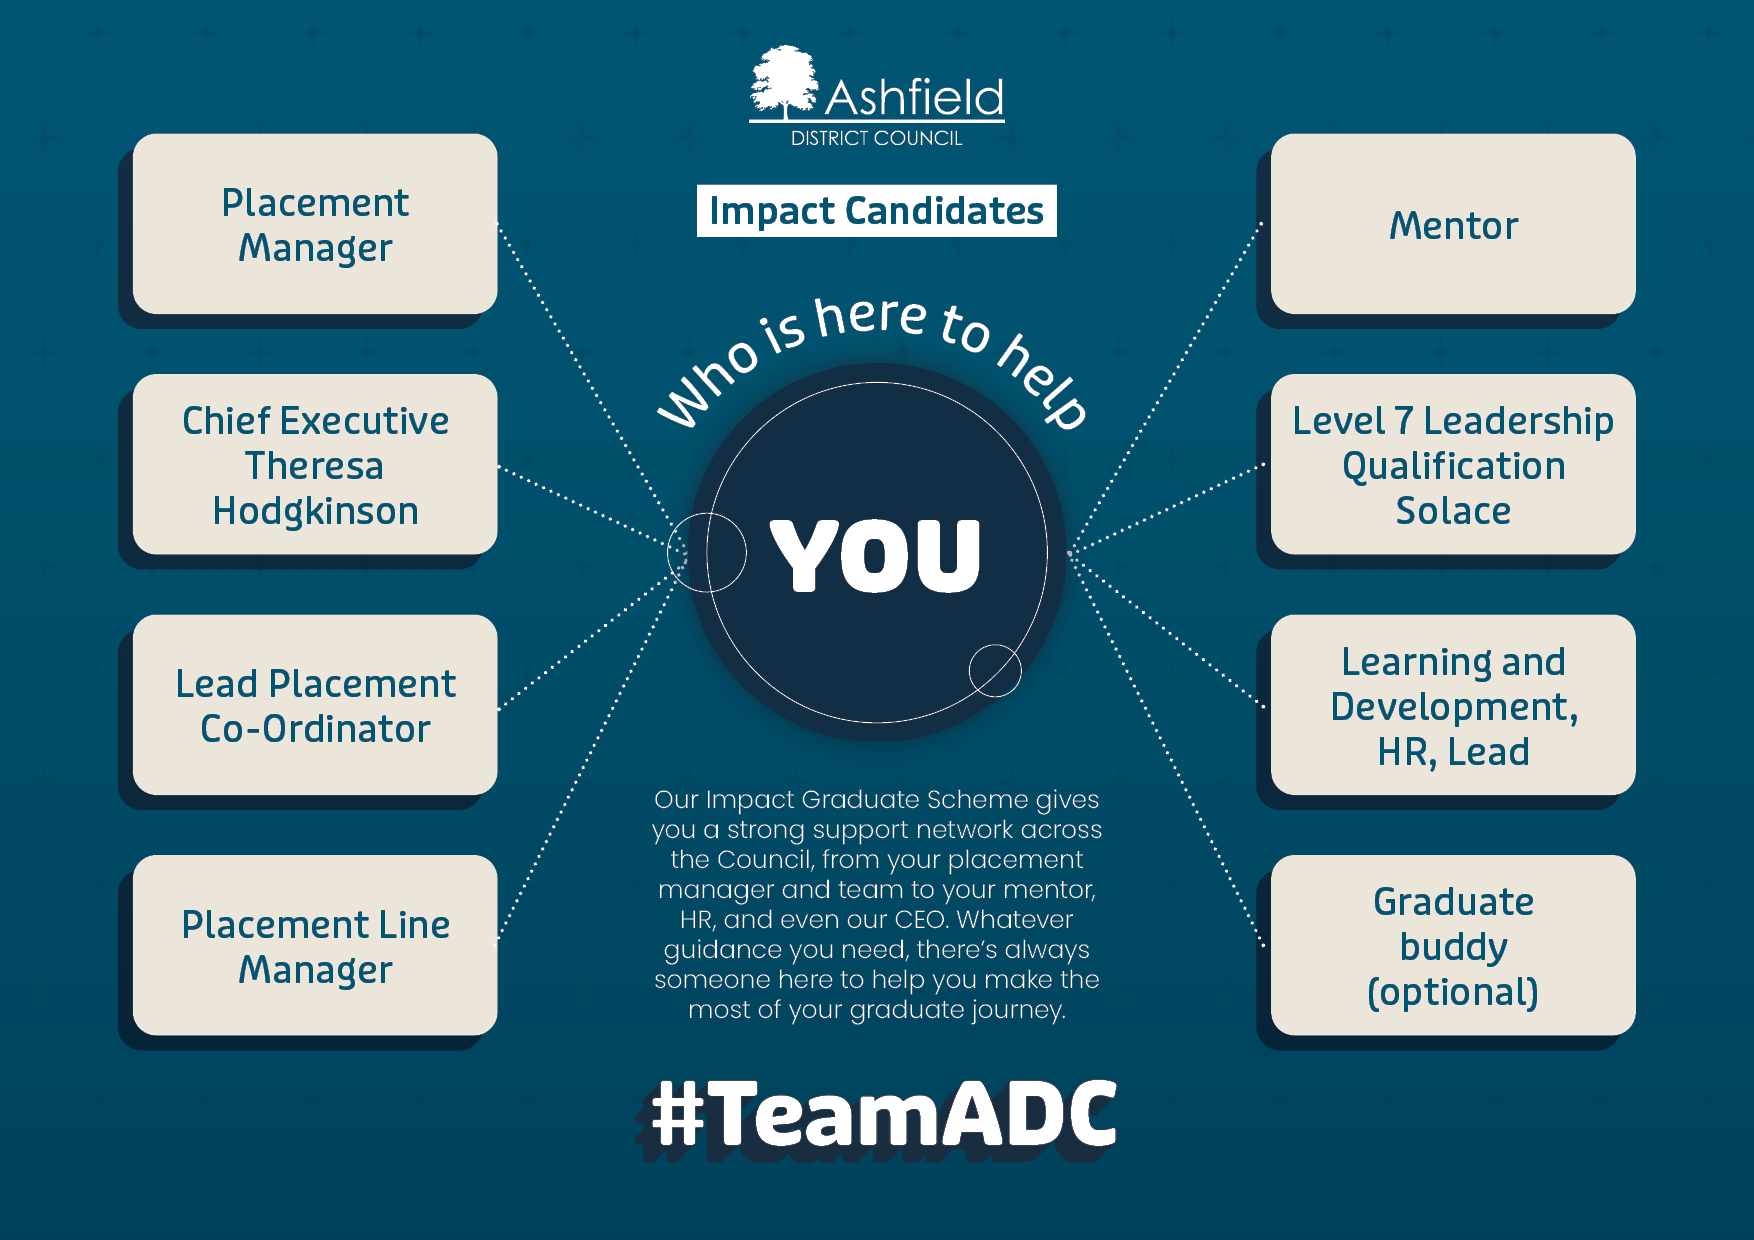 Ashfield
DISTRICT COUNCIL
Impact Candidates
Who is here to help
YOU
Placement
Manager
Chief Executive
Theresa
Hodgkinson
Lead Placement
Co-Ordinator
Placement Line
Manager
Mentor
Level 7 Leadership
Qualification
Solace
Learning and
Development,
HR, Lead
Graduate
buddy
(optional)
Our Impact Graduate Scheme gives
you a strong support network across
the Council, from your placement
manager and team to your mentor,
HR, and even our CEO. Whatever
guidance you need, there's always
someone here to help you make the
most of your graduate journey.
#TeamADC